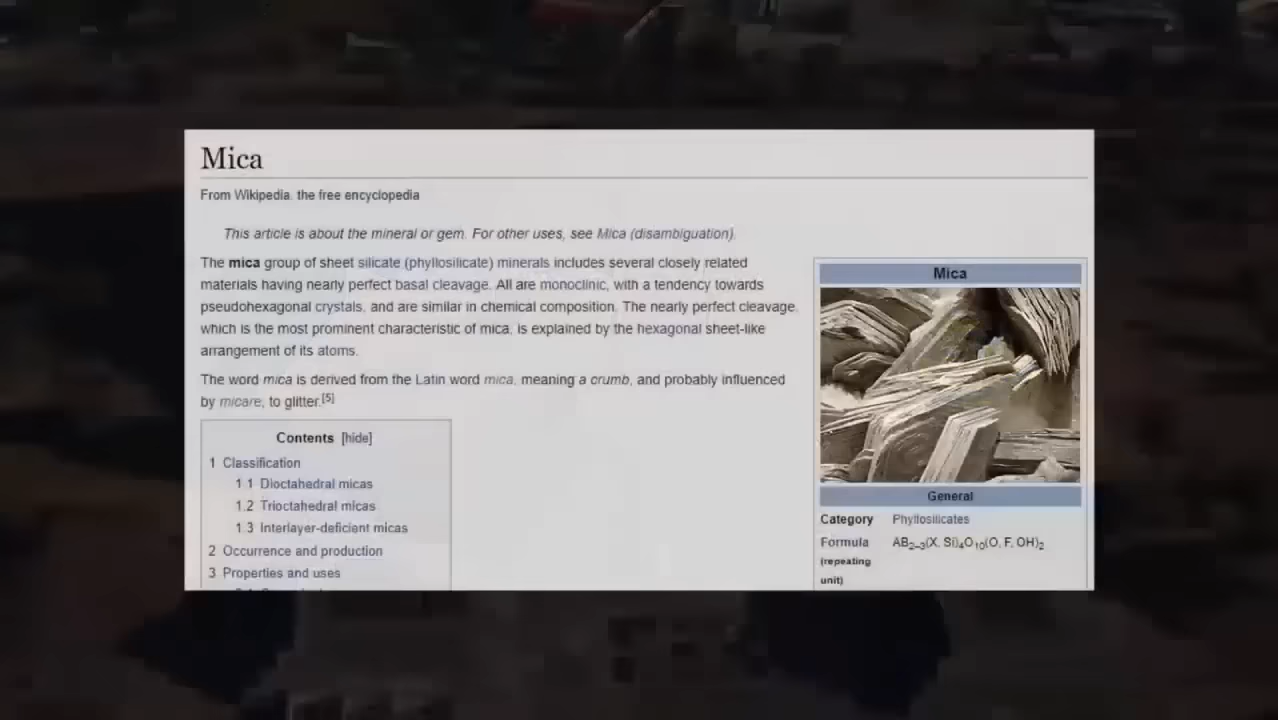 Mica
From Wikipedia, the free encyclopedia
This article is about the mineral or gem. For other uses, see Mica (disambiguation).
The mica group of sheet silicate (phyllosilicate) minerals includes several closely related
materials having nearly perfect basal cleavage. All are monoclinic, with a tendency towards
pseudohexagonal crystals, and are similar in chemical composition. The nearly perfect cleavage,
which is the most prominent characteristic of mica, is explained by the hexagonal sheet-like
arrangement of its atoms.
The word mica is derived from the Latin word mica, meaning a crumb, and probably influenced
by micare, to glitter.[5]
Contents [hide]
1 Classification
1.1 Dioctahedral micas
1.2 Trioctahedral micas
1.3 Interlayer-deficient micas
2 Occurrence and production
3 Properties and uses
Mica
General
Category Phyllosilicates
Formula AB2–3(X, Si)4O10(O, F, OH)2
(repeating
unit)